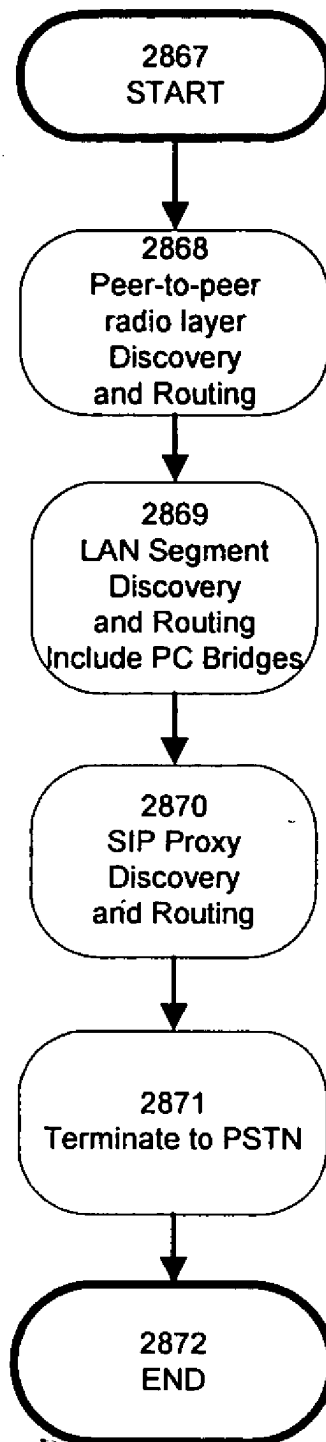 2867
START
2868
Peer-to-peer
radio layer
Discovery
and Routing
2869
LAN Segment
Discovery
and Routing
Include PC Bridges
2870
SIP Proxy
Discovery
and Routing
2871
Terminate to PSTN
2872
END